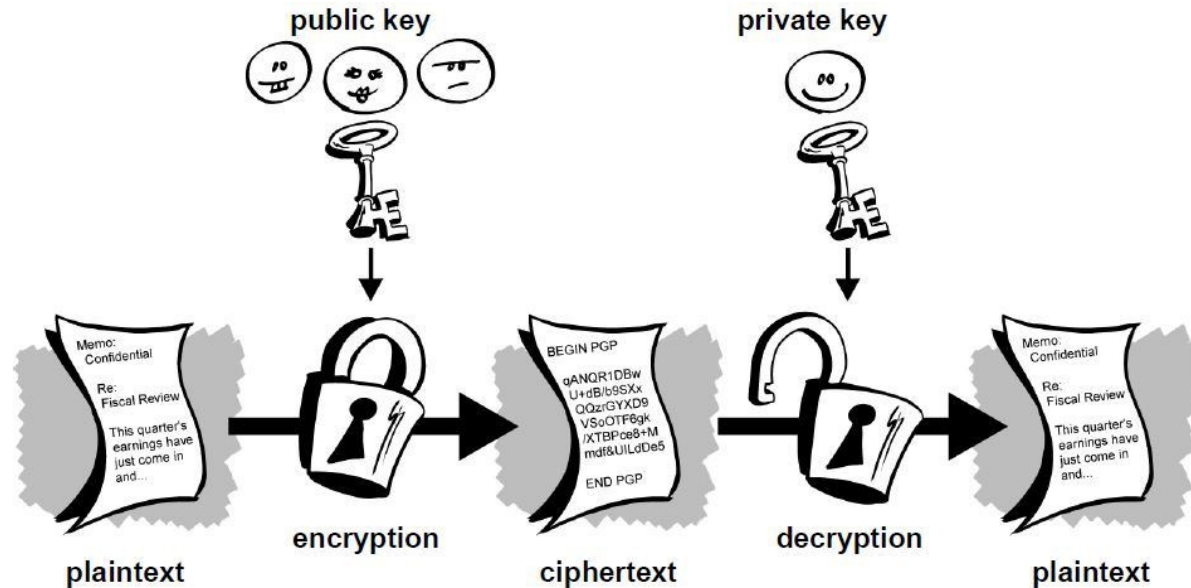 public key
private key
Memo:
Confidential
Re:
Fiscal Review
This quarter's
earnings have
just come in
and...
BEGIN PGP
qANQR1DBw
U+dB/b9SXx
QQzrGYXD9
VSoOTF6gk
/XTBPce8+M
mdf&UlLdDe5
END PGP
Memo:
Confidential
Re:
Fiscal Review
This quarter's
earnings have
just come in
and...
encryption
decryption
plaintext
ciphertext
plaintext